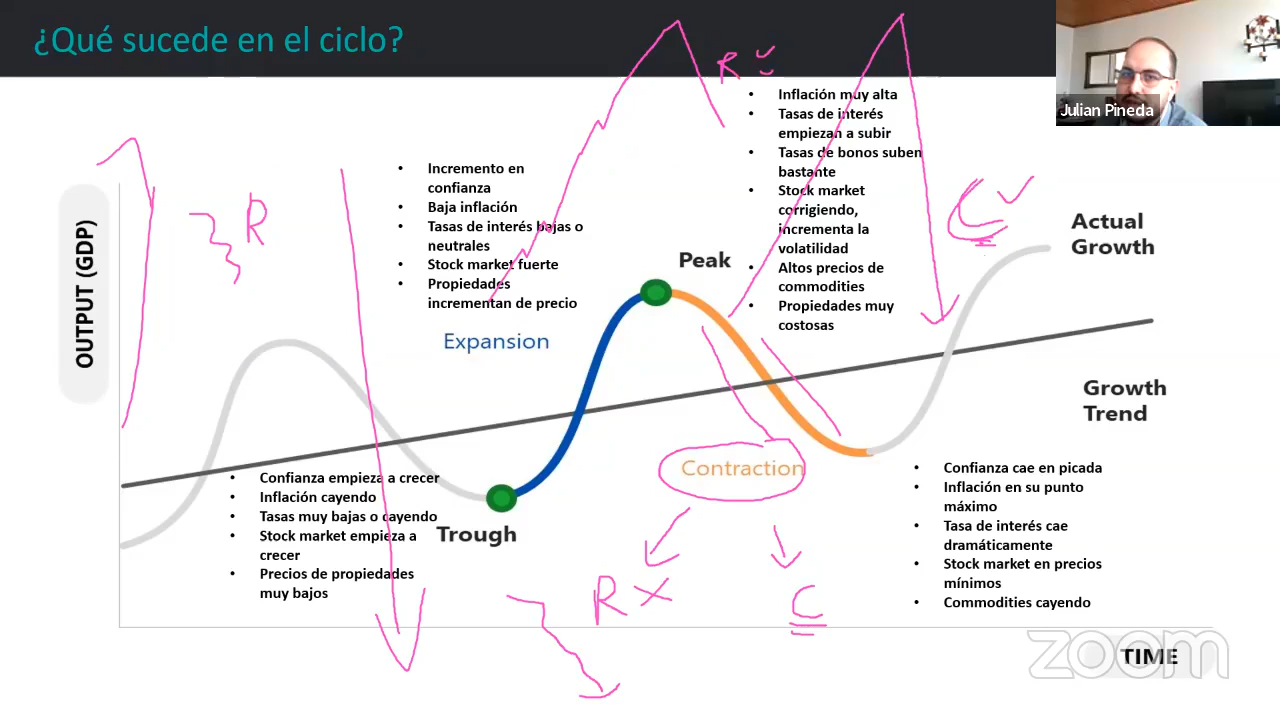 ¿Qué sucede en el ciclo?
Julian Pineda
R
Inflación muy alta
Tasas de interés
empiezan a subir
Tasas de bonos suben
bastante
Stock market
corrigiendo,
incrementa la
volatilidad
Altos precios de
commodities
Propiedades muy
costosas
Incremento en
confianza
Baja inflación
Tasas de interés bajas o
neutrales
Stock market fuerte
Propiedades
incrementan de precio
R
C
OUTPUT (GDP)
Peak
Actual
Growth
Expansion
Growth
Trend
Contraction
Confianza empieza a crecer
Inflación cayendo
Tasas muy bajas o cayendo
Stock market empieza a
crecer
Precios de propiedades
muy bajos
Trough
Confianza cae en picada
Inflación en su punto
máximo
Tasa de interés cae
dramáticamente
Stock market en precios
mínimos
Commodities cayendo
R X
C
zoom
TIME